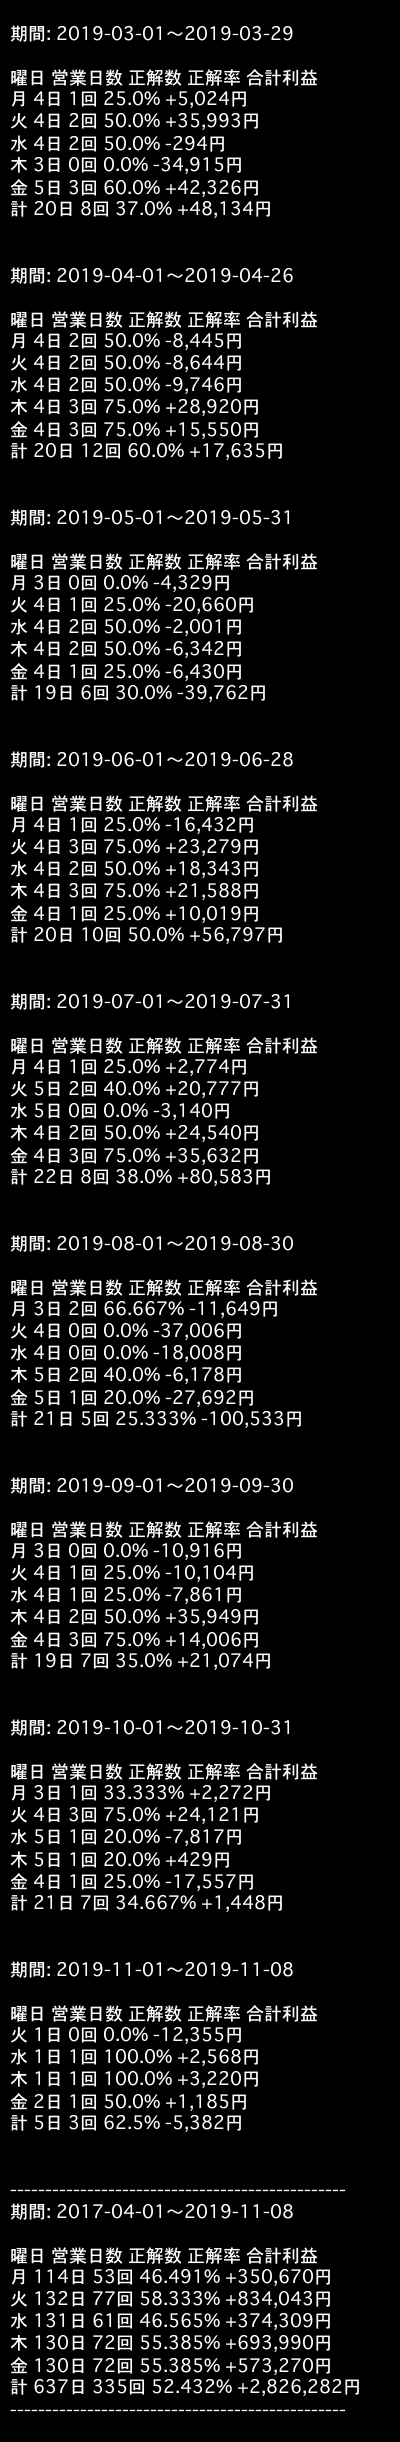 期間: 2019-03-01～2019-03-29
曜日 営業日数 正解数 正解率 合計利益
月 4日 1回 25.0% +5,024円
火 4日 2回 50.0% +35,993円
水 4日 2回 50.0% -294円
木 3日 0回 0.0% -34,915円
金 5日 3回 60.0% +42,326円
計 20日 8回 37.0% +48,134円
期間: 2019-04-01～2019-04-26
曜日 営業日数 正解数 正解率 合計利益
月 4日 2回 50.0% -8,445円
火 4日 2回 50.0% -8,644円
水 4日 2回 50.0% -9,746円
木 4日 3回 75.0% +28,920円
金 4日 3回 75.0% +15,550円
計 20日 12回 60.0% +17,635円
期間: 2019-05-01～2019-05-31
曜日 営業日数 正解数 正解率 合計利益
月 3日 0回 0.0% -4,329円
火 4日 1回 25.0% -20,660円
水 4日 2回 50.0% -2,001円
木 4日 2回 50.0% -6,342円
金 4日 1回 25.0% -6,430円
計 19日 6回 30.0% -39,762円
期間: 2019-06-01～2019-06-28
曜日 営業日数 正解数 正解率 合計利益
月 4日 1回 25.0% -16,432円
火 4日 3回 75.0% +23,279円
水 4日 2回 50.0% +18,343円
木 4日 3回 75.0% +21,588円
金 4日 1回 25.0% +10,019円
計 20日 10回 50.0% +56,797円
期間: 2019-07-01～2019-07-31
曜日 営業日数 正解数 正解率 合計利益
月 4日 1回 25.0% +2,774円
火 5日 2回 40.0% +20,777円
水 5日 0回 0.0% -3,140円
木 4日 2回 50.0% +24,540円
金 4日 3回 75.0% +35,632円
計 22日 8回 38.0% +80,583円
期間: 2019-08-01～2019-08-30
曜日 営業日数 正解数 正解率 合計利益
月 3日 2回 66.667% -11,649円
火 4日 0回 0.0% -37,006円
水 4日 0回 0.0% -18,008円
木 5日 2回 40.0% -6,178円
金 5日 1回 20.0% -27,692円
計 21日 5回 25.333% -100,533円
期間: 2019-09-01～2019-09-30
曜日 営業日数 正解数 正解率 合計利益
月 3日 0回 0.0% -10,916円
火 4日 1回 25.0% -10,104円
水 4日 1回 25.0% -7,861円
木 4日 2回 50.0% +35,949円
金 4日 3回 75.0% +14,006円
計 19日 7回 35.0% +21,074円
期間: 2019-10-01～2019-10-31
曜日 営業日数 正解数 正解率 合計利益
月 3日 1回 33.333% +2,272円
火 4日 3回 75.0% +24,121円
水 5日 1回 20.0% -7,817円
木 5日 1回 20.0% +429円
金 4日 1回 25.0% -17,557円
計 21日 7回 34.667% +1,448円
期間: 2019-11-01～2019-11-08
曜日 営業日数 正解数 正解率 合計利益
火 1日 0回 0.0% -12,355円
水 1日 1回 100.0% +2,568円
木 1日 1回 100.0% +3,220円
金 2日 1回 50.0% +1,185円
計 5日 3回 62.5% -5,382円
------------------------------------------------
期間: 2017-04-01～2019-11-08
曜日 営業日数 正解数 正解率 合計利益
月 114日 53回 46.491% +350,670円
火 132日 77回 58.333% +834,043円
水 131日 61回 46.565% +374,309円
木 130日 72回 55.385% +693,990円
金 130日 72回 55.385% +573,270円
計 637日 335回 52.432% +2,826,282円
------------------------------------------------